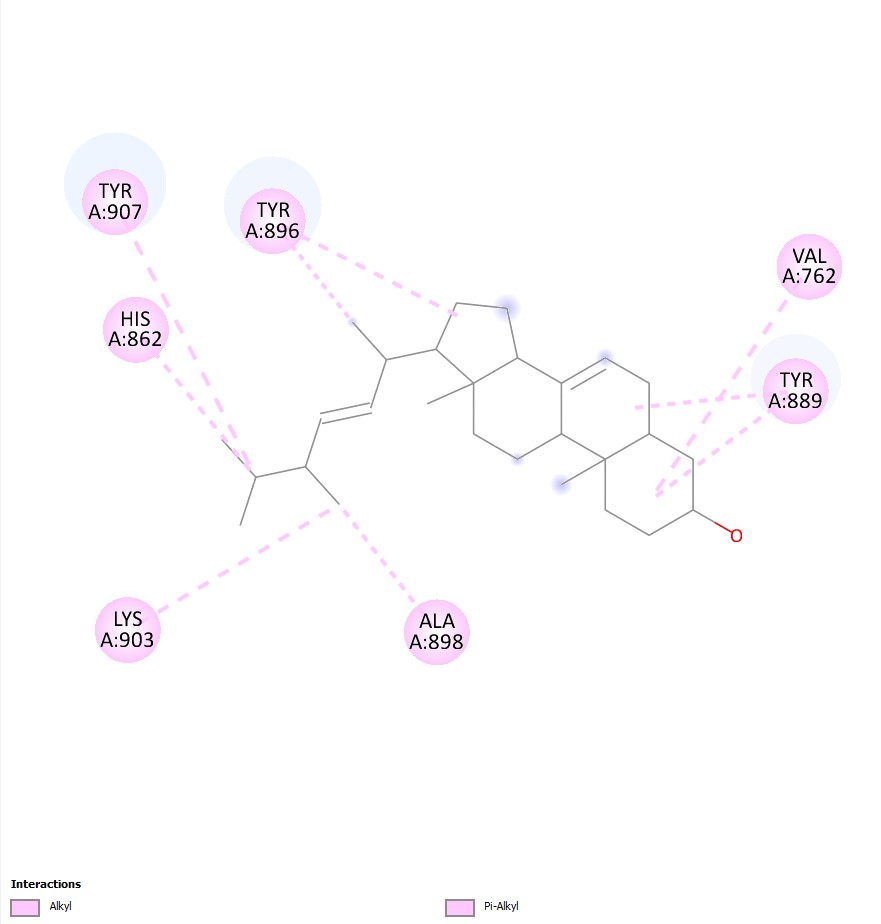 TYR
A:907
TYR
A:896
VAL
A:762
HIS
A:862
TYR
A:889
O
LYS
A:903
ALA
A:898
Interactions
Alkyl
Pi-Alkyl